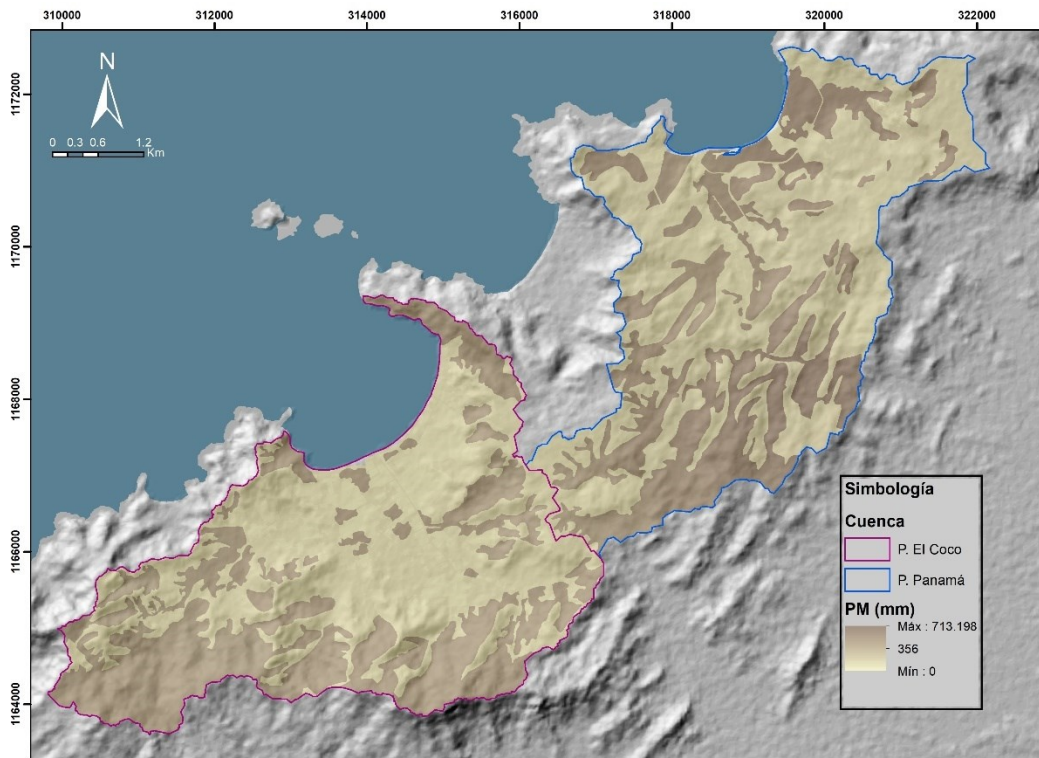 310000 312000 314000 316000 318000 320000 322000
1172000
1170000
1168000
1166000
1164000
N
0 0.3 0.6 1.2
Km
Simbología
Cuenca
P. El Coco
P. Panamá
PM (mm)
Máx : 713.198
356
Mín : 0